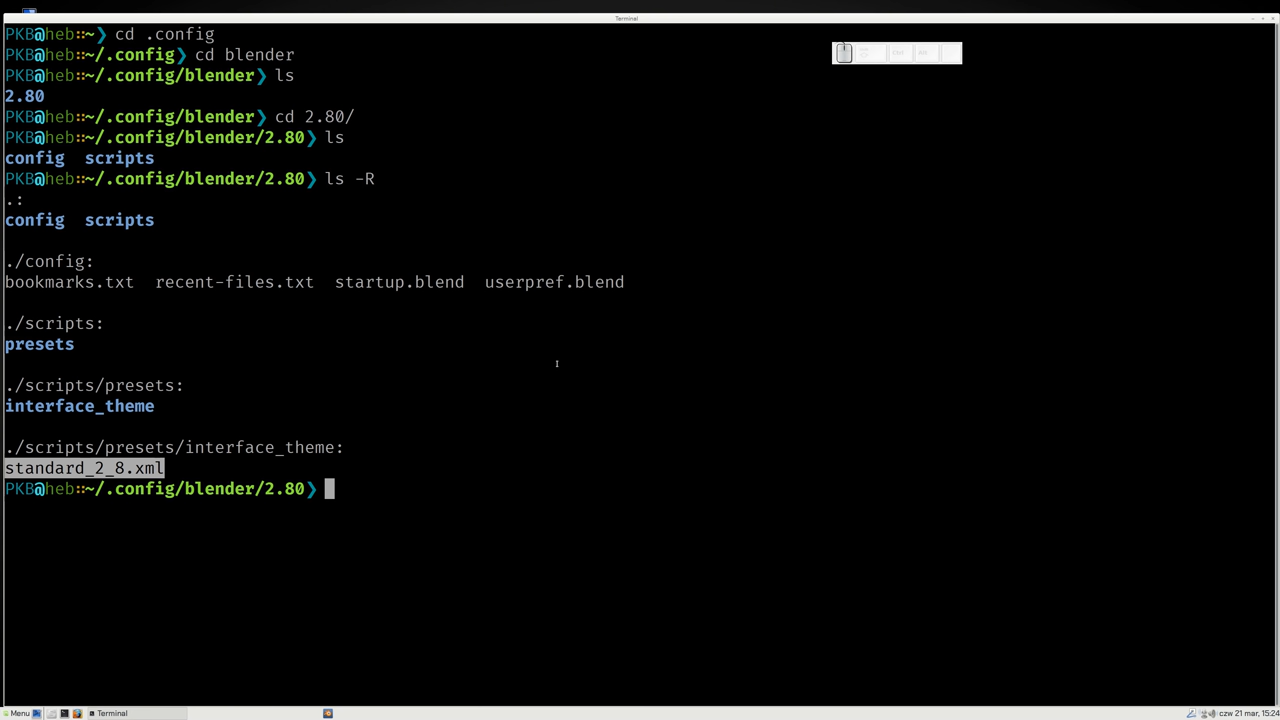 Terminal
PKB@heb::~❯ cd .config
PKB@heb::~/.config❯ cd blender
PKB@heb::~/.config/blender❯ ls
2.80
PKB@heb::~/.config/blender❯ cd 2.80/
PKB@heb::~/.config/blender/2.80❯ ls
config  scripts
PKB@heb::~/.config/blender/2.80❯ ls -R
.:
config  scripts
./config:
bookmarks.txt  recent-files.txt  startup.blend  userpref.blend
./scripts:
presets
./scripts/presets:
interface_theme
./scripts/presets/interface_theme:
standard_2_8.xml
PKB@heb::~/.config/blender/2.80❯
Ctrl Alt
Menu Terminal czw 21 mar, 15:24